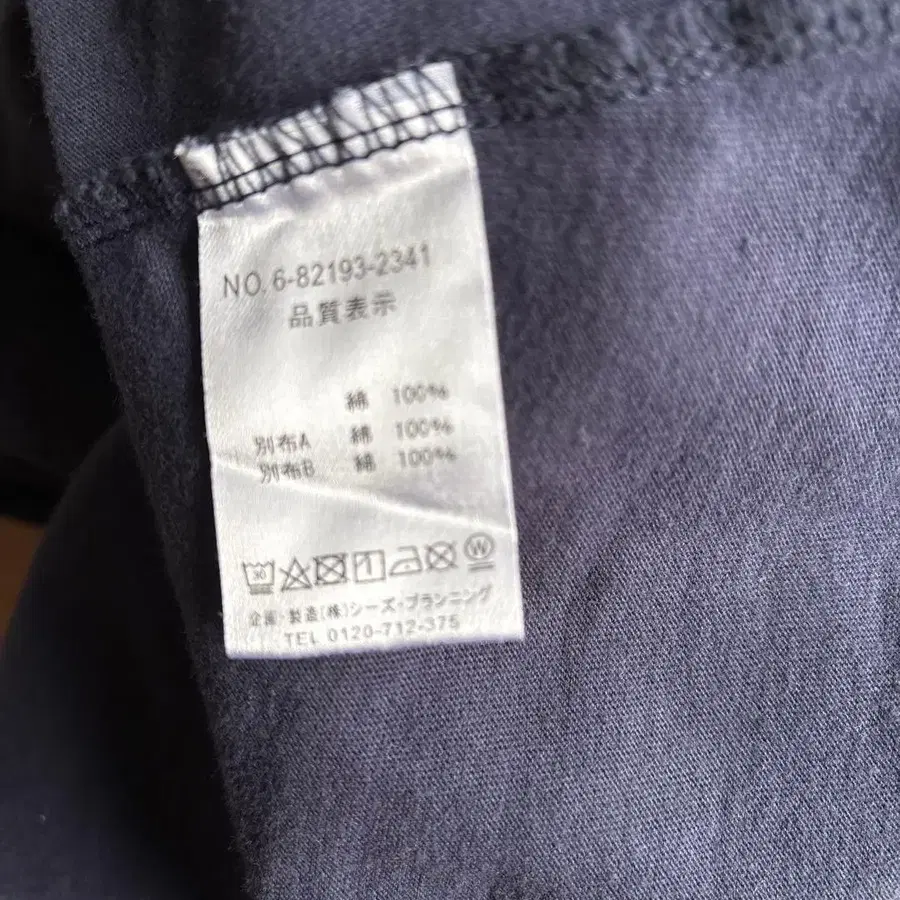 NO. 6-82193-2341
品質表示
綿 100%
別布A 綿 100%
別布B 綿 100%
30 W
企画・製造(株)シーズ・プランニング
TEL 0120-712-375